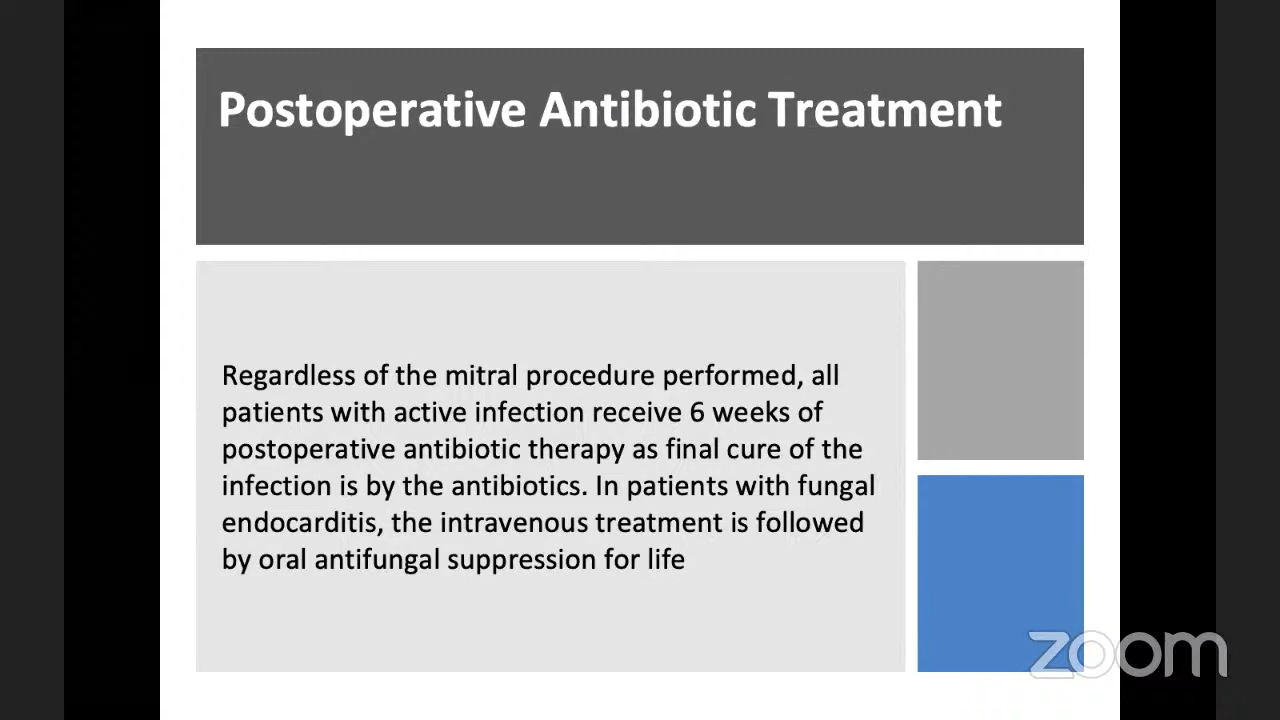 Postoperative Antibiotic Treatment
Regardless of the mitral procedure performed, all
patients with active infection receive 6 weeks of
postoperative antibiotic therapy as final cure of the
infection is by the antibiotics. In patients with fungal
endocarditis, the intravenous treatment is followed
by oral antifungal suppression for life
zoom